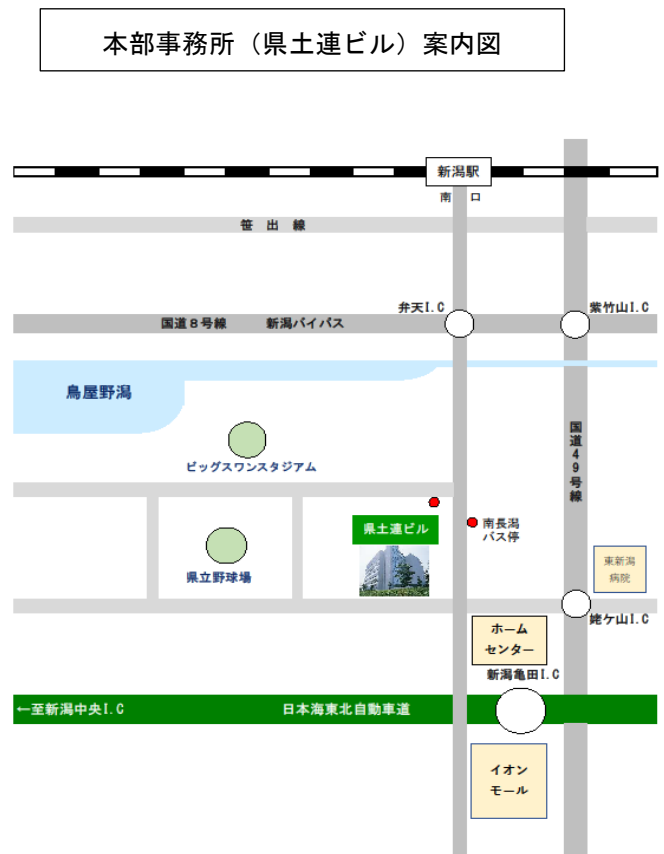 本部事務所（県土連ビル）案内図
新潟駅
南 口
笹 出 線
弁天I.C
紫竹山I.C
国道８号線 新潟バイパス
鳥屋野潟
国道49号線
ビッグスワンスタジアム
県土連ビル
南長潟
バス停
東新潟
病院
県立野球場
姥ケ山I.C
ホーム
センター
新潟亀田I.C
←至新潟中央I.C
日本海東北自動車道
イオン
モール